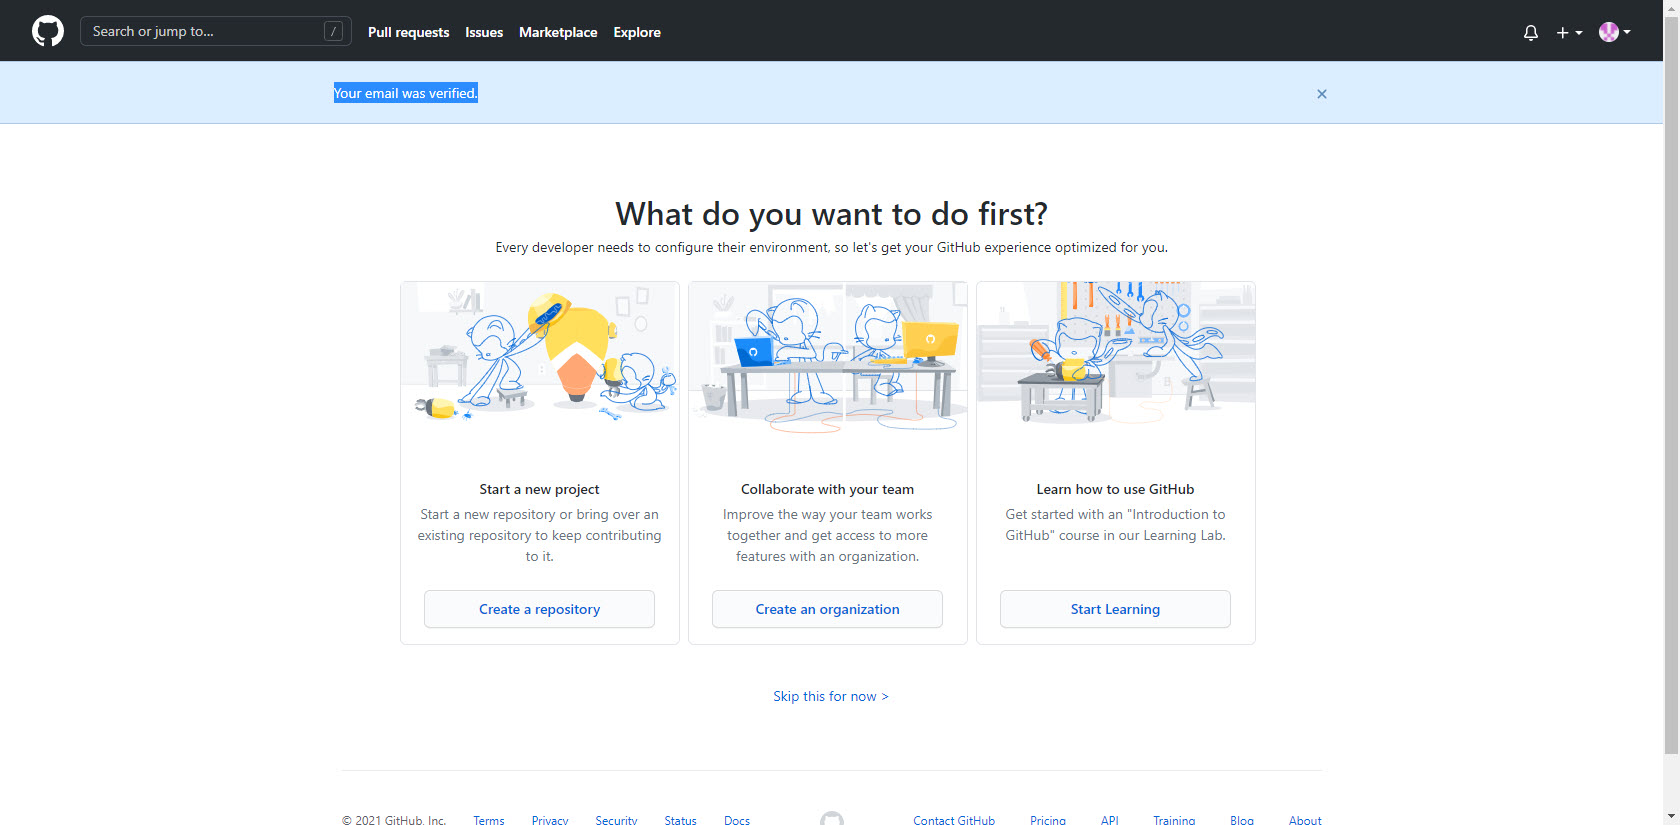 Search or jump to... /
Pull requests Issues Marketplace Explore
Your email was verified.
What do you want to do first?
Every developer needs to configure their environment, so let's get your GitHub experience optimized for you.
Start a new project
Start a new repository or bring over an
existing repository to keep contributing
to it.
Create a repository
Collaborate with your team
Improve the way your team works
together and get access to more
features with an organization.
Create an organization
Learn how to use GitHub
Get started with an "Introduction to
GitHub" course in our Learning Lab.
Start Learning
Skip this for now >
© 2021 GitHub, Inc. Terms Privacy Security Status Docs Contact GitHub Pricing API Training Blog About